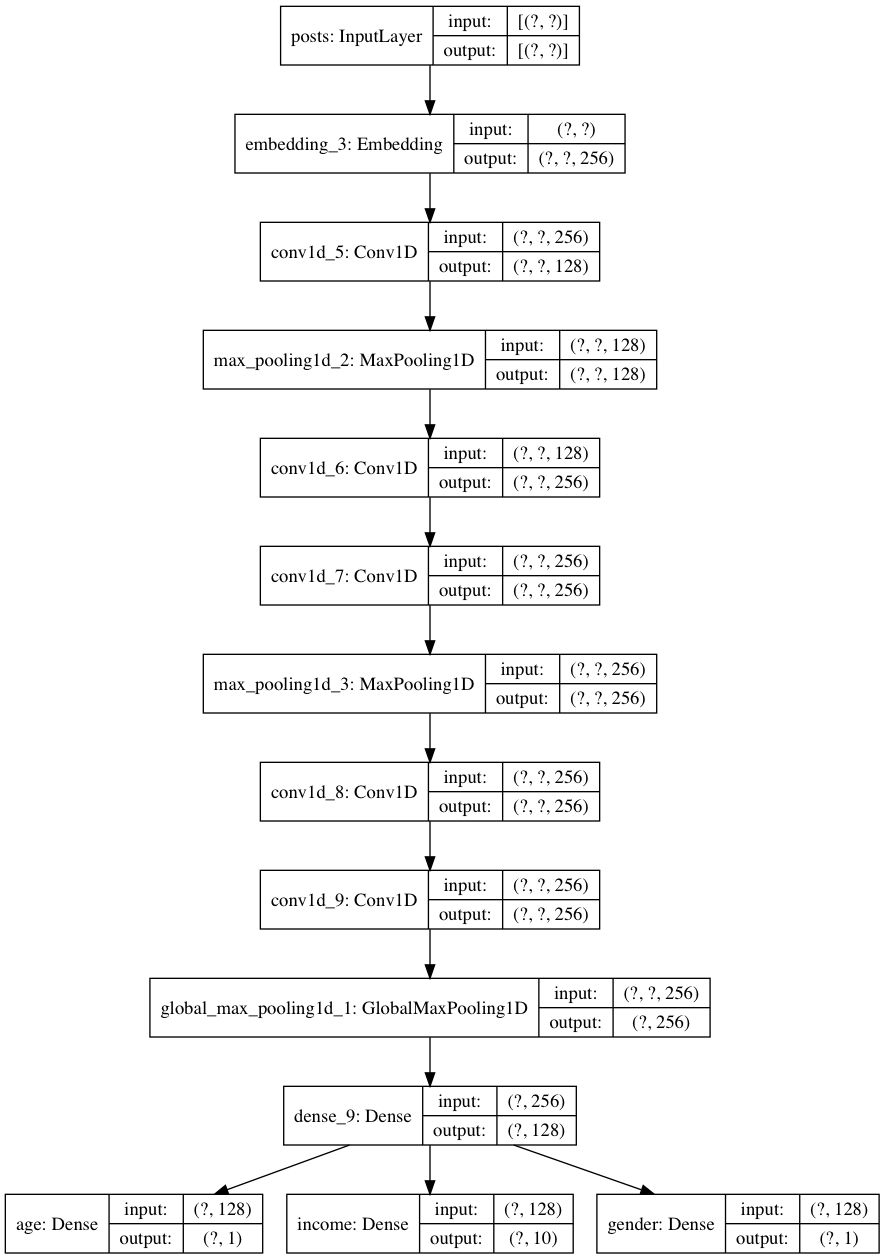 posts: InputLayer input: [(?, ?)]
output: [(?, ?)]
embedding_3: Embedding input: (?, ?)
output: (?, ?, 256)
conv1d_5: Conv1D input: (?, ?, 256)
output: (?, ?, 128)
max_pooling1d_2: MaxPooling1D input: (?, ?, 128)
output: (?, ?, 128)
conv1d_6: Conv1D input: (?, ?, 128)
output: (?, ?, 256)
conv1d_7: Conv1D input: (?, ?, 256)
output: (?, ?, 256)
max_pooling1d_3: MaxPooling1D input: (?, ?, 256)
output: (?, ?, 256)
conv1d_8: Conv1D input: (?, ?, 256)
output: (?, ?, 256)
conv1d_9: Conv1D input: (?, ?, 256)
output: (?, ?, 256)
global_max_pooling1d_1: GlobalMaxPooling1D input: (?, ?, 256)
output: (?, 256)
dense_9: Dense input: (?, 256)
output: (?, 128)
age: Dense input: (?, 128)
output: (?, 1)
income: Dense input: (?, 128)
output: (?, 10)
gender: Dense input: (?, 128)
output: (?, 1)